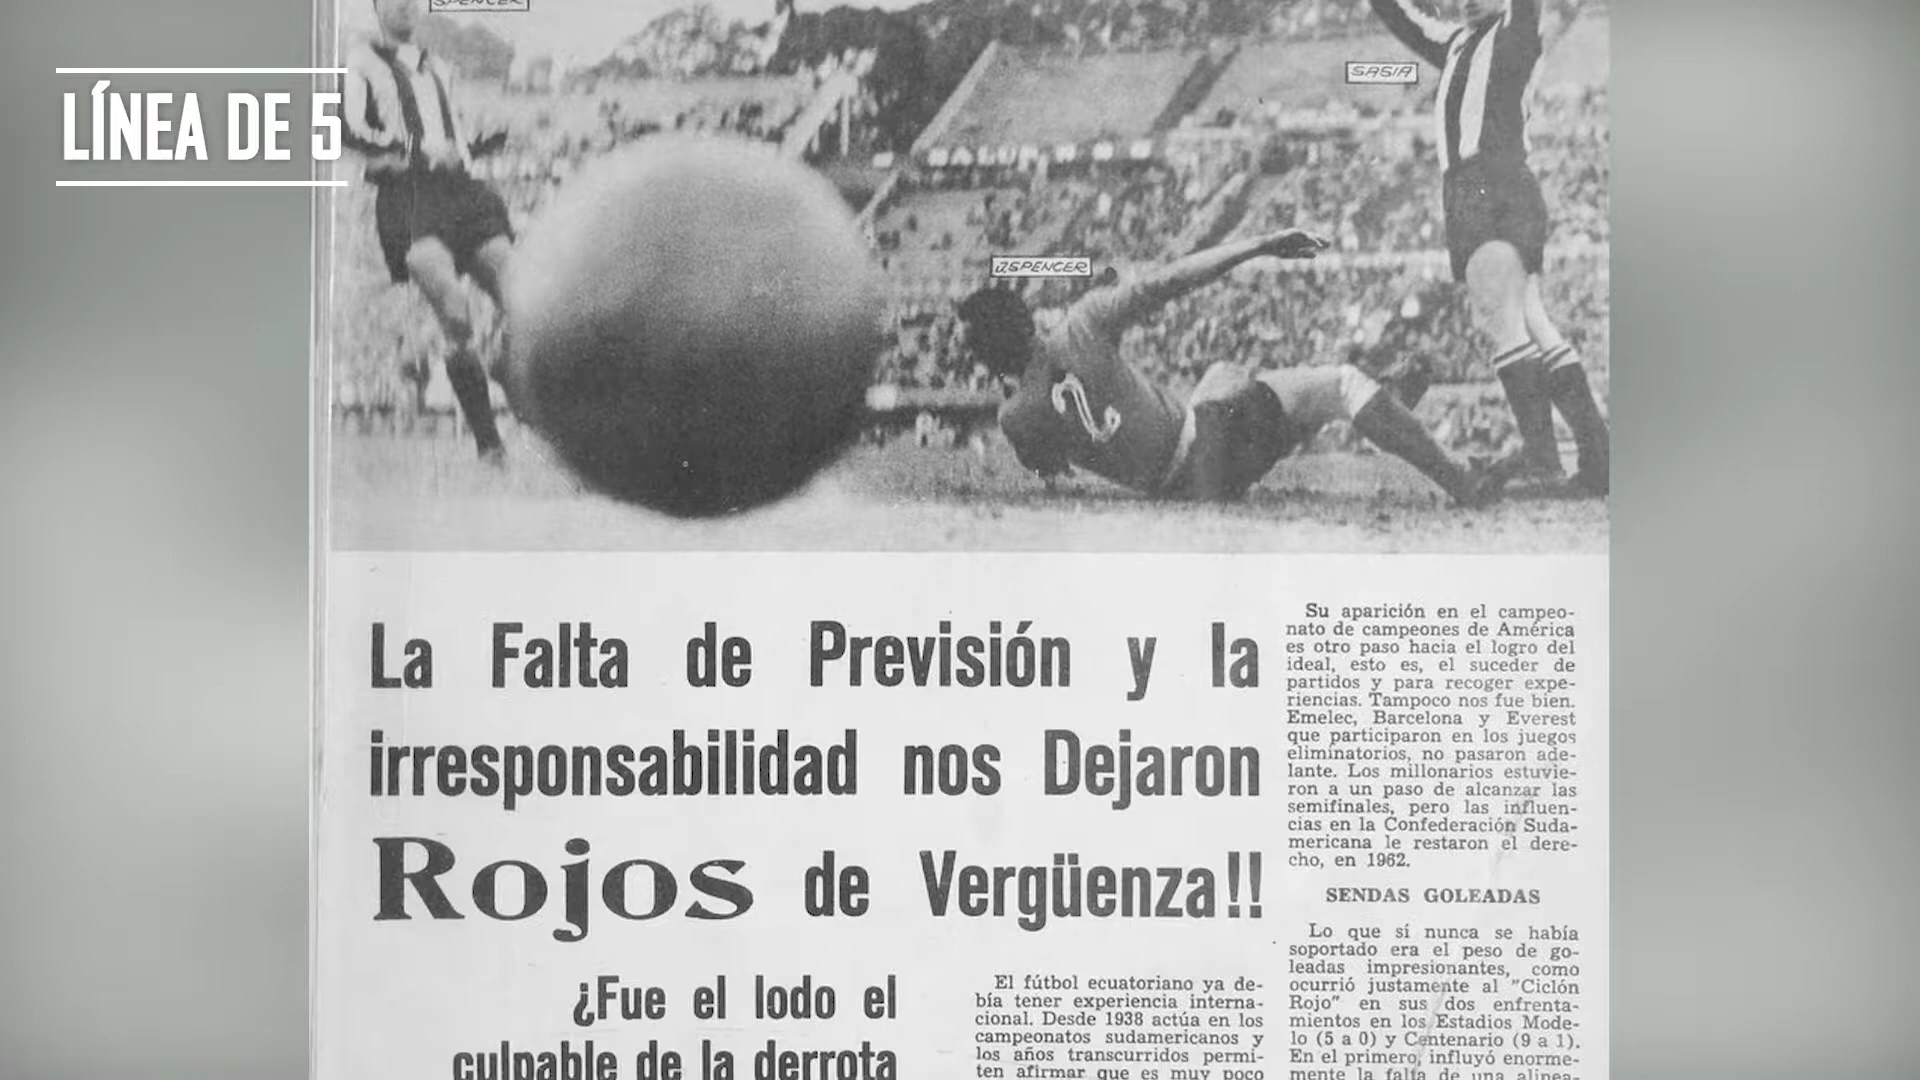 SPENCER
LÍNEA DE 5
SASIA
J.SPENCER
La Falta de Previsión y la
irresponsabilidad nos Dejaron
Rojos de Vergüenza!!
¿Fue el lodo el
culpable de la derrota
El fútbol ecuatoriano ya de-
bía tener experiencia interna-
cional. Desde 1938 actúa en los
campeonatos sudamericanos y
los años transcurridos permi-
ten afirmar que es muy poco
Su aparición en el campeo-
nato de campeones de América
es otro paso hacia el logro del
ideal, esto es, el suceder de
partidos y para recoger expe-
riencias. Tampoco nos fue bien.
Emelec, Barcelona y Everest
que participaron en los juegos
eliminatorios, no pasaron ade-
lante. Los millonarios estuvie-
ron a un paso de alcanzar las
semifinales, pero las influen-
cias en la Confederación Suda-
mericana le restaron el dere-
cho, en 1962.
SENDAS GOLEADAS
Lo que sí nunca se había
soportado era el peso de go-
leadas impresionantes, como
ocurrió justamente al "Ciclón
Rojo" en sus dos enfrenta-
mientos en los Estadios Mode-
lo (5 a 0) y Centenario (9 a 1).
En el primero, influyó enorme-
mente la falta de una alinea-